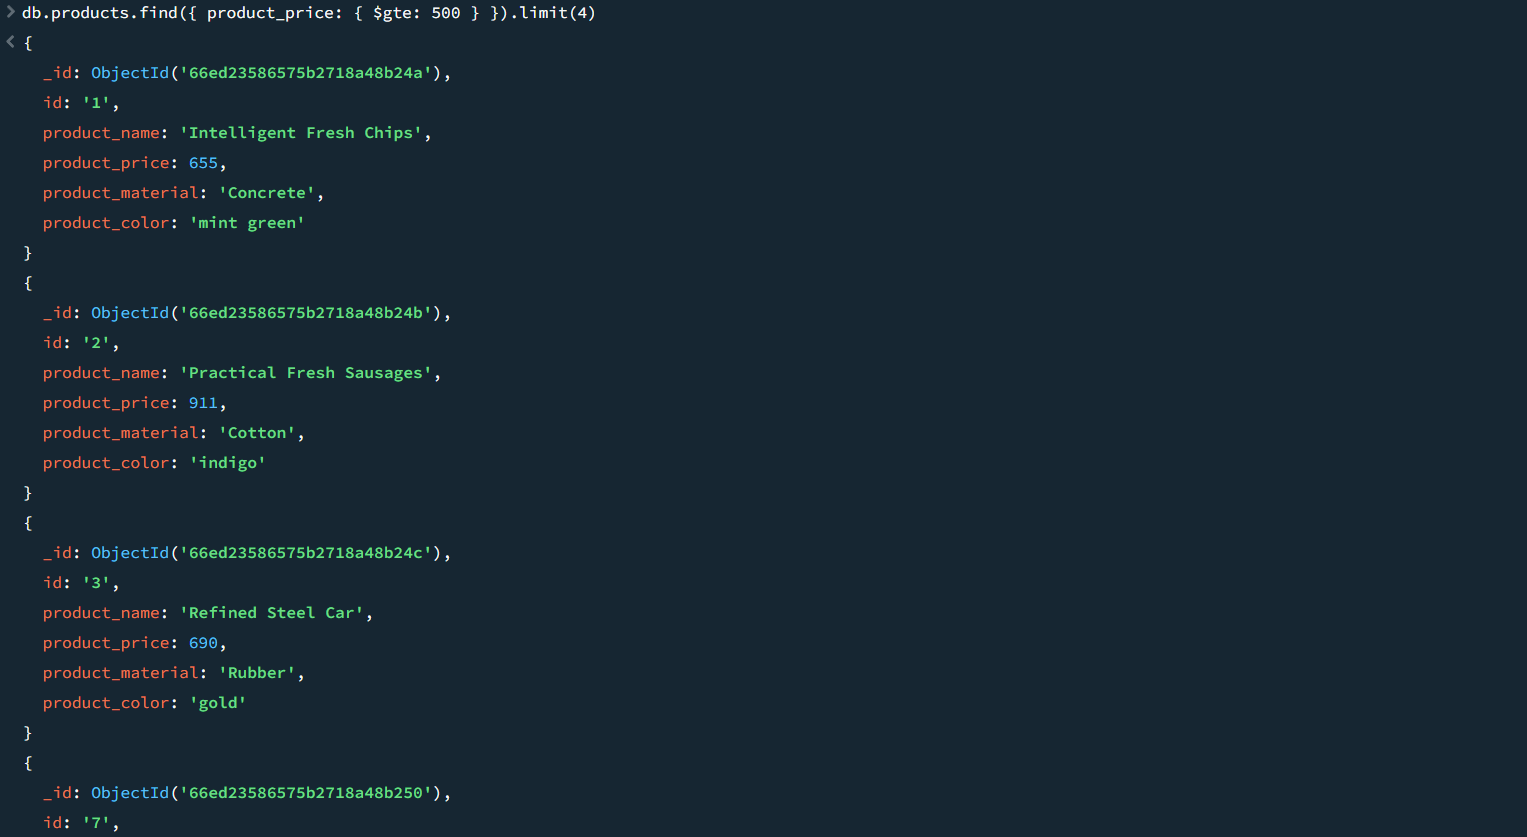 > db.products.find({ product_price: { $gte: 500 } }).limit(4)
< {
_id: ObjectId('66ed23586575b2718a48b24a'),
id: '1',
product_name: 'Intelligent Fresh Chips',
product_price: 655,
product_material: 'Concrete',
product_color: 'mint green'
}
{
_id: ObjectId('66ed23586575b2718a48b24b'),
id: '2',
product_name: 'Practical Fresh Sausages',
product_price: 911,
product_material: 'Cotton',
product_color: 'indigo'
}
{
_id: ObjectId('66ed23586575b2718a48b24c'),
id: '3',
product_name: 'Refined Steel Car',
product_price: 690,
product_material: 'Rubber',
product_color: 'gold'
}
{
_id: ObjectId('66ed23586575b2718a48b250'),
id: '7',